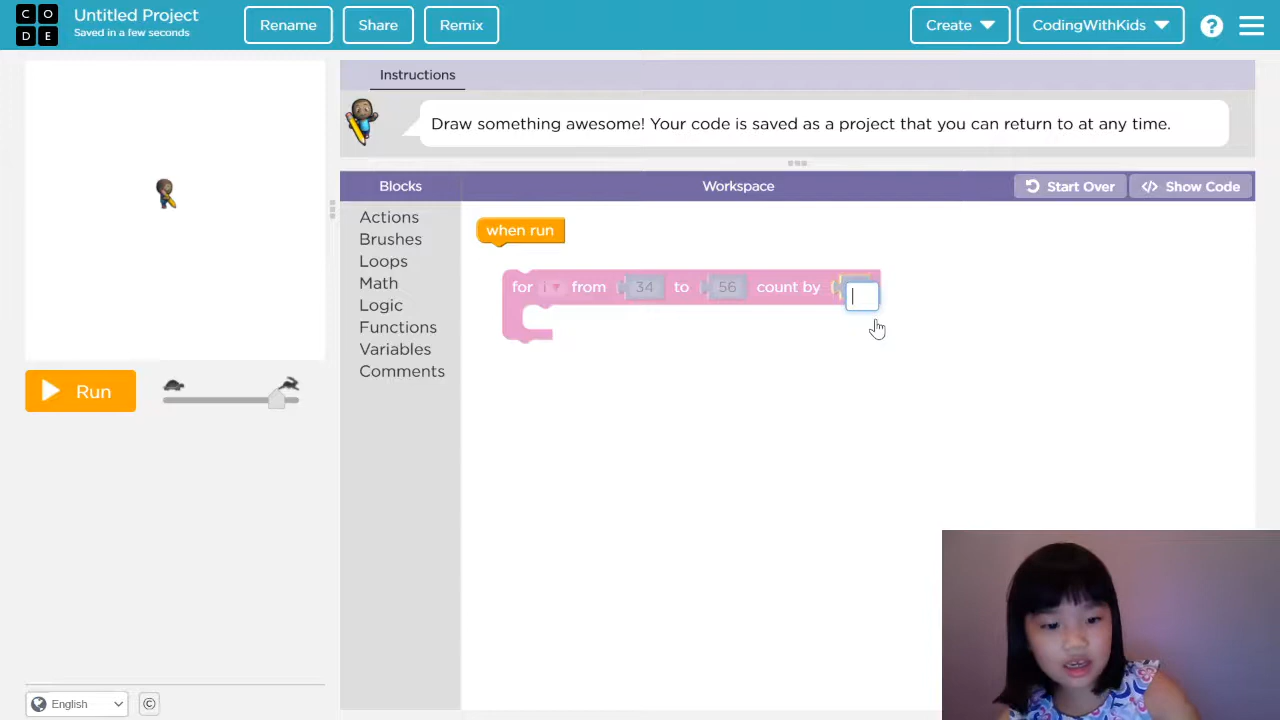 CODE
Untitled Project
Saved in a few seconds
Rename
Share
Remix
Create
CodingWithKids
?
Instructions
Draw something awesome! Your code is saved as a project that you can return to at any time.
Blocks
Workspace
Start Over
</> Show Code
Actions
Brushes
Loops
Math
Logic
Functions
Variables
Comments
when run
for i from 34 to 56 count by
Run
English
©